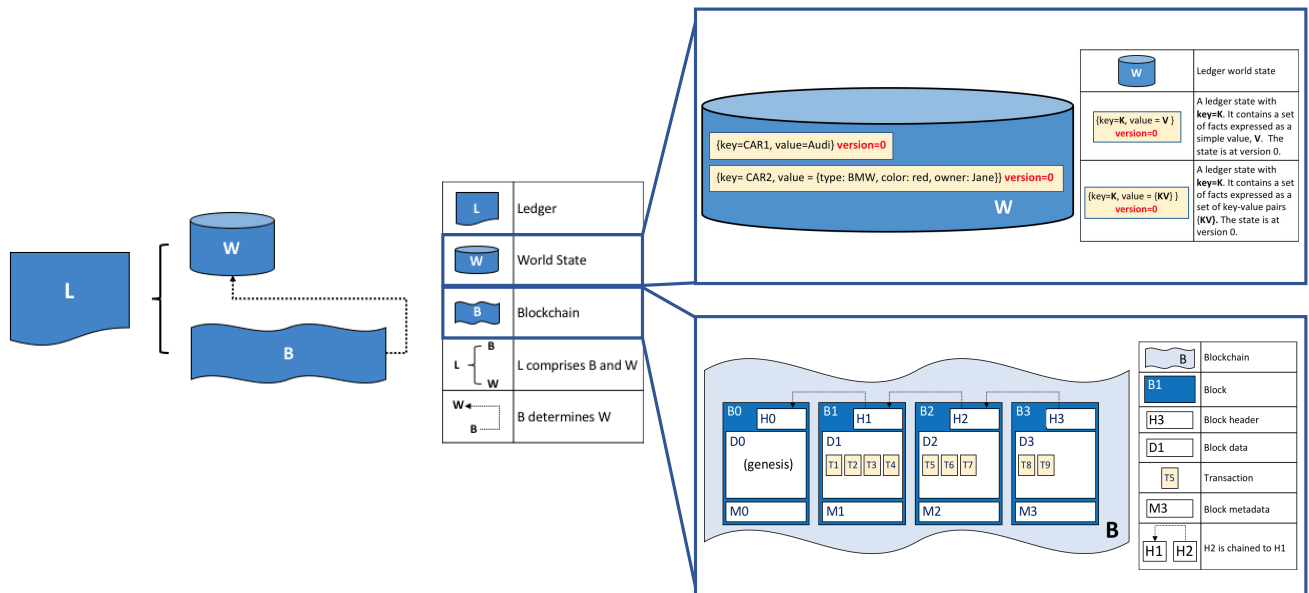 L
W
B
L
Ledger
W
World State
B
Blockchain
B
L
W
L comprises B and W
W
B
B determines W
{key=CAR1, value=Audi} version=0
{key= CAR2, value = {type: BMW, color: red, owner: Jane}} version=0
W
W
Ledger world state
{key=K, value = V }
version=0
A ledger state with
key=K. It contains a set
of facts expressed as a
simple value, V. The
state is at version 0.
{key=K, value = {KV} }
version=0
A ledger state with
key=K. It contains a set
of facts expressed as a
set of key-value pairs
{KV}. The state is at
version 0.
B0 H0
D0
(genesis)
M0
B1 H1
D1
T1 T2 T3 T4
M1
B2 H2
D2
T5 T6 T7
M2
B3 H3
D3
T8 T9
M3
B
B
Blockchain
B1
Block
H3
Block header
D1
Block data
T5
Transaction
M3
Block metadata
H1 H2
H2 is chained to H1